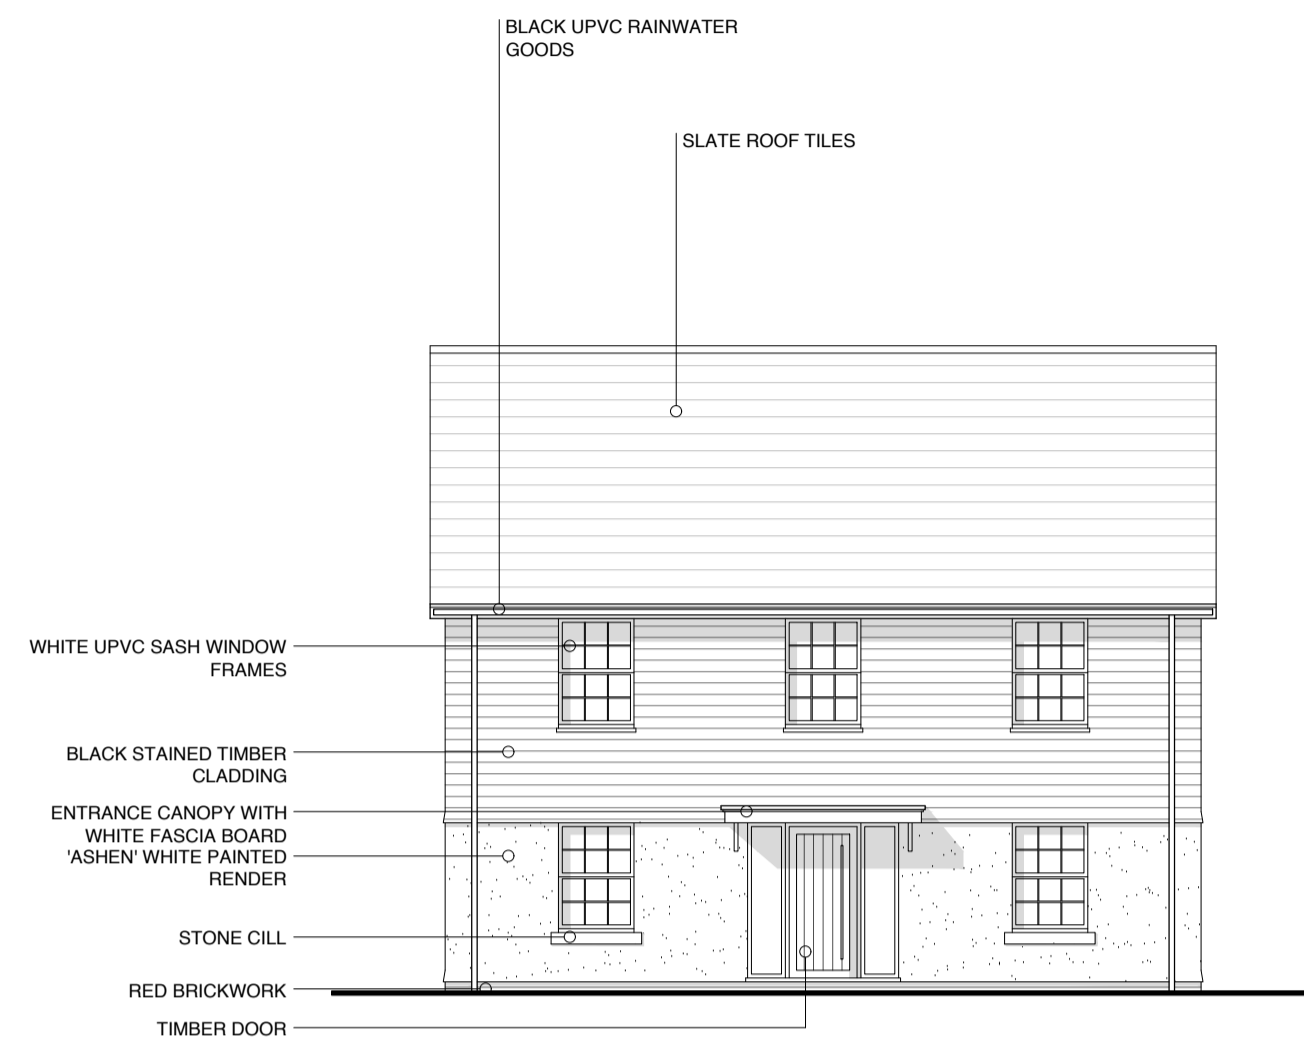 BLACK UPVC RAINWATER
GOODS
SLATE ROOF TILES
WHITE UPVC SASH WINDOW
FRAMES
BLACK STAINED TIMBER
CLADDING
ENTRANCE CANOPY WITH
WHITE FASCIA BOARD
'ASHEN' WHITE PAINTED
RENDER
STONE CILL
RED BRICKWORK
TIMBER DOOR